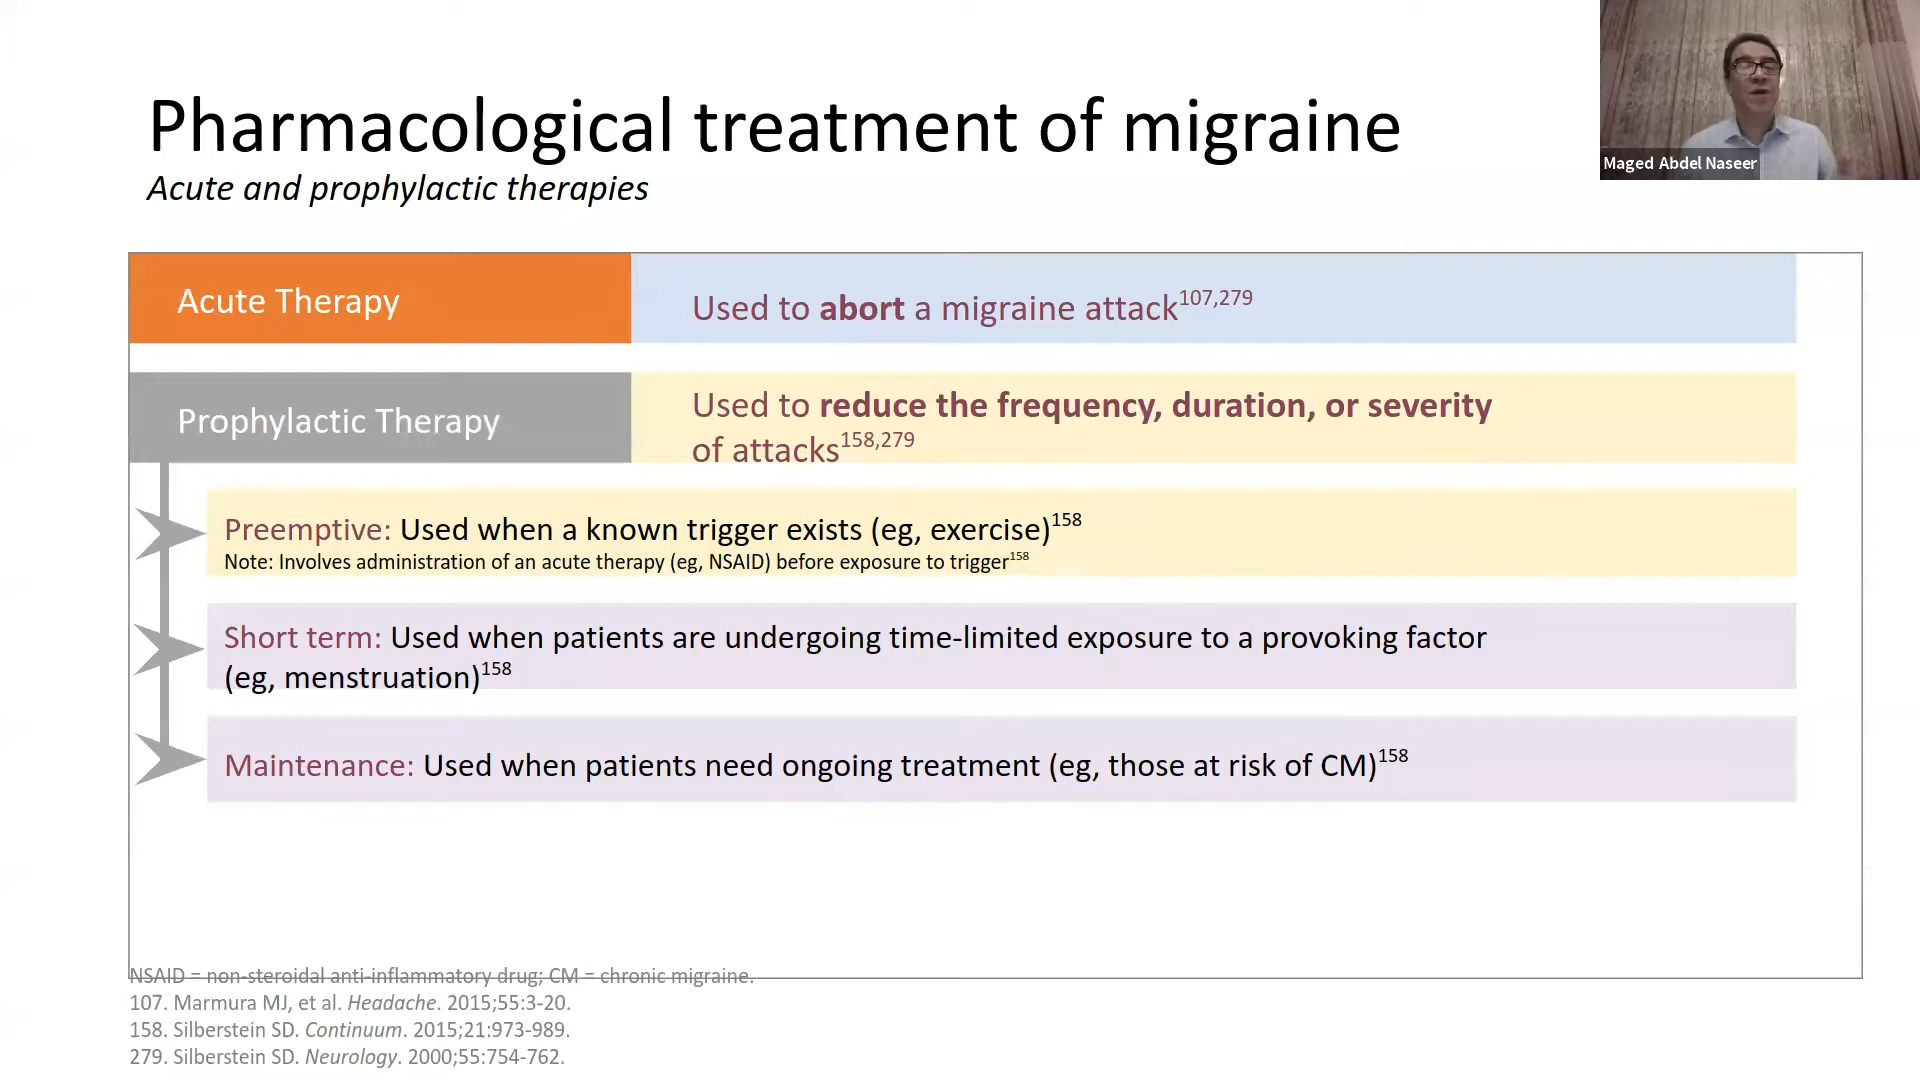 Pharmacological treatment of migraine
Acute and prophylactic therapies
Maged Abdel Naseer
Acute Therapy
Used to abort a migraine attack107,279
Prophylactic Therapy
Used to reduce the frequency, duration, or severity
of attacks158,279
Preemptive: Used when a known trigger exists (eg, exercise)158
Note: Involves administration of an acute therapy (eg, NSAID) before exposure to trigger158
Short term: Used when patients are undergoing time-limited exposure to a provoking factor
(eg, menstruation)158
Maintenance: Used when patients need ongoing treatment (eg, those at risk of CM)158
NSAID = non-steroidal anti-inflammatory drug; CM = chronic migraine.
107. Marmura MJ, et al. Headache. 2015;55:3-20.
158. Silberstein SD. Continuum. 2015;21:973-989.
279. Silberstein SD. Neurology. 2000;55:754-762.